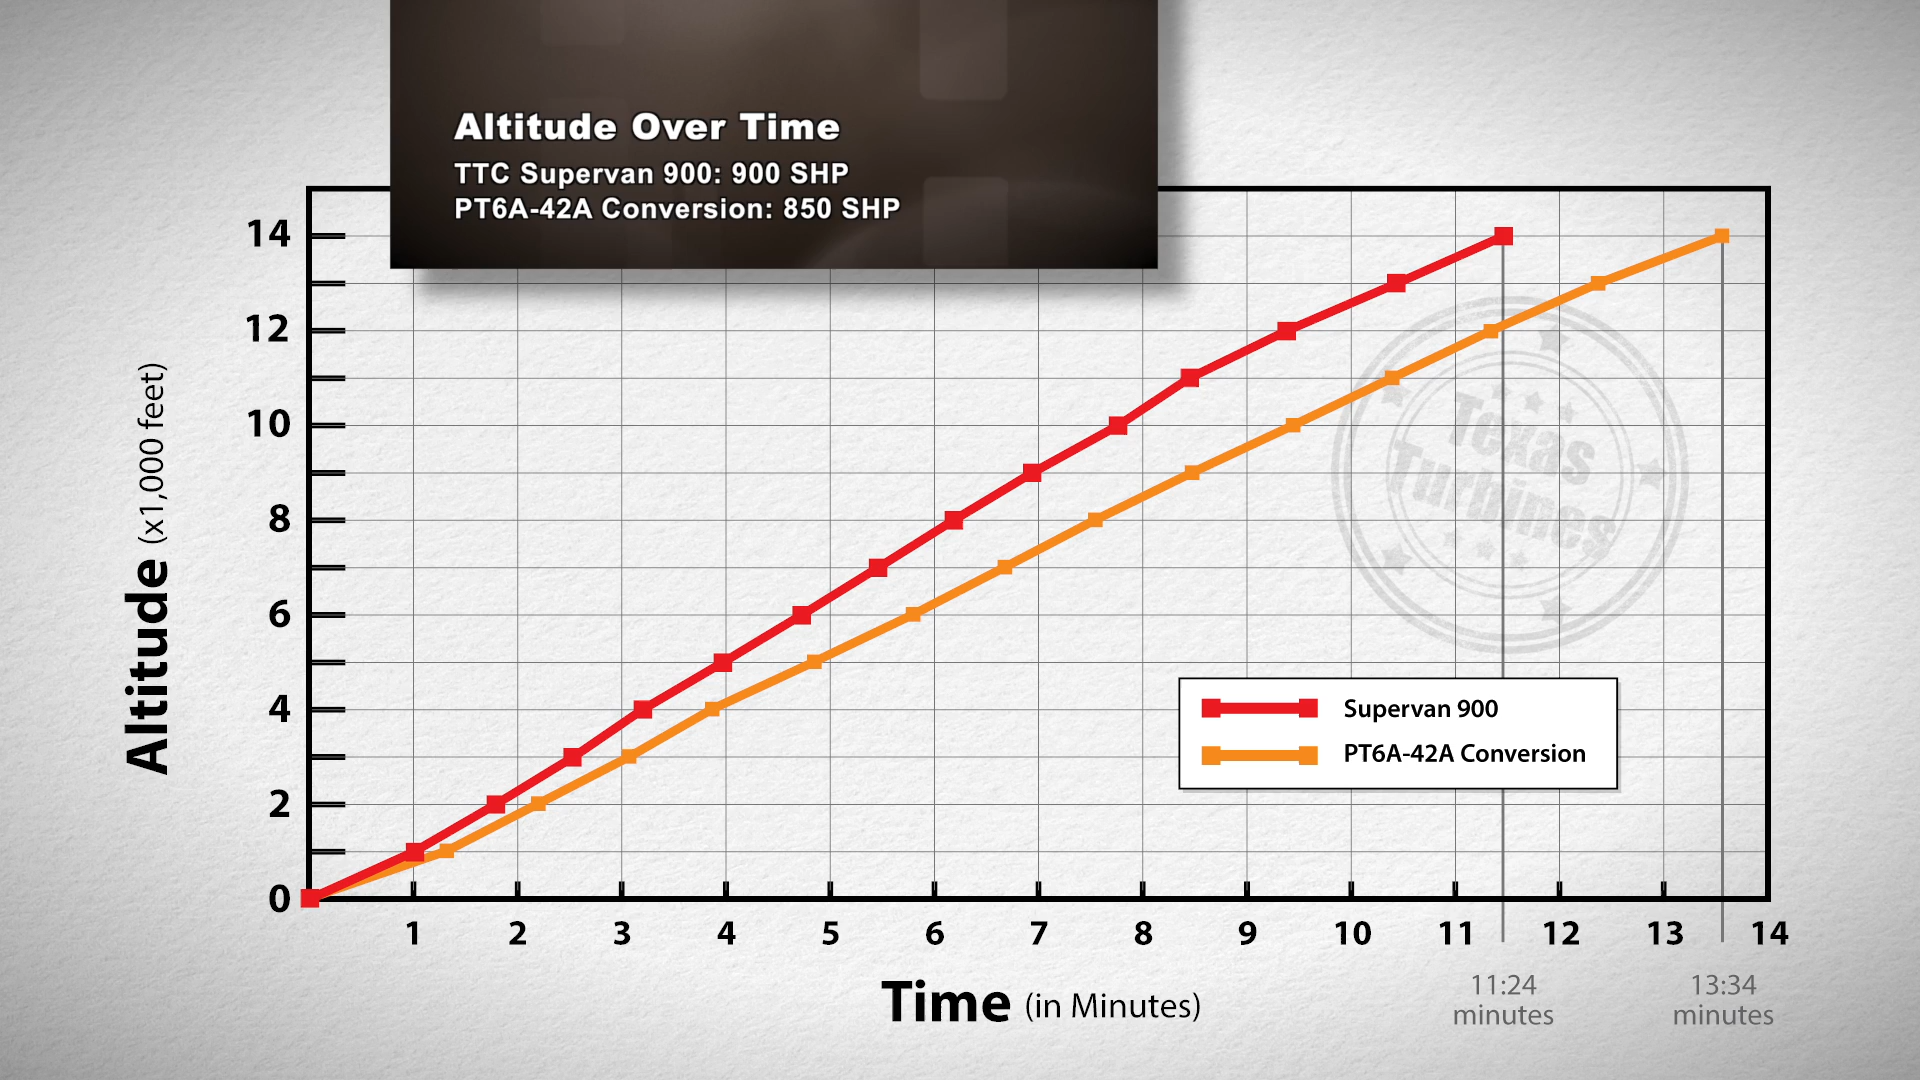 Altitude Over Time
TTC Supervan 900: 900 SHP
PT6A-42A Conversion: 850 SHP
14
12
10
8
6
4
2
0
Altitude (x1,000 feet)
Texas
Turbines
Supervan 900
PT6A-42A Conversion
1 2 3 4 5 6 7 8 9 10 11 12 13 14
Time (in Minutes)
11:24
minutes
13:34
minutes